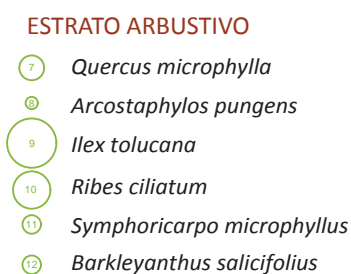 ESTRATO ARBUSTIVO
7 Quercus microphylla
8 Arcostaphylos pungens
9 Ilex tolucana
10 Ribes ciliatum
11 Symphoricarpo microphyllus
12 Barkleyanthus salicifolius